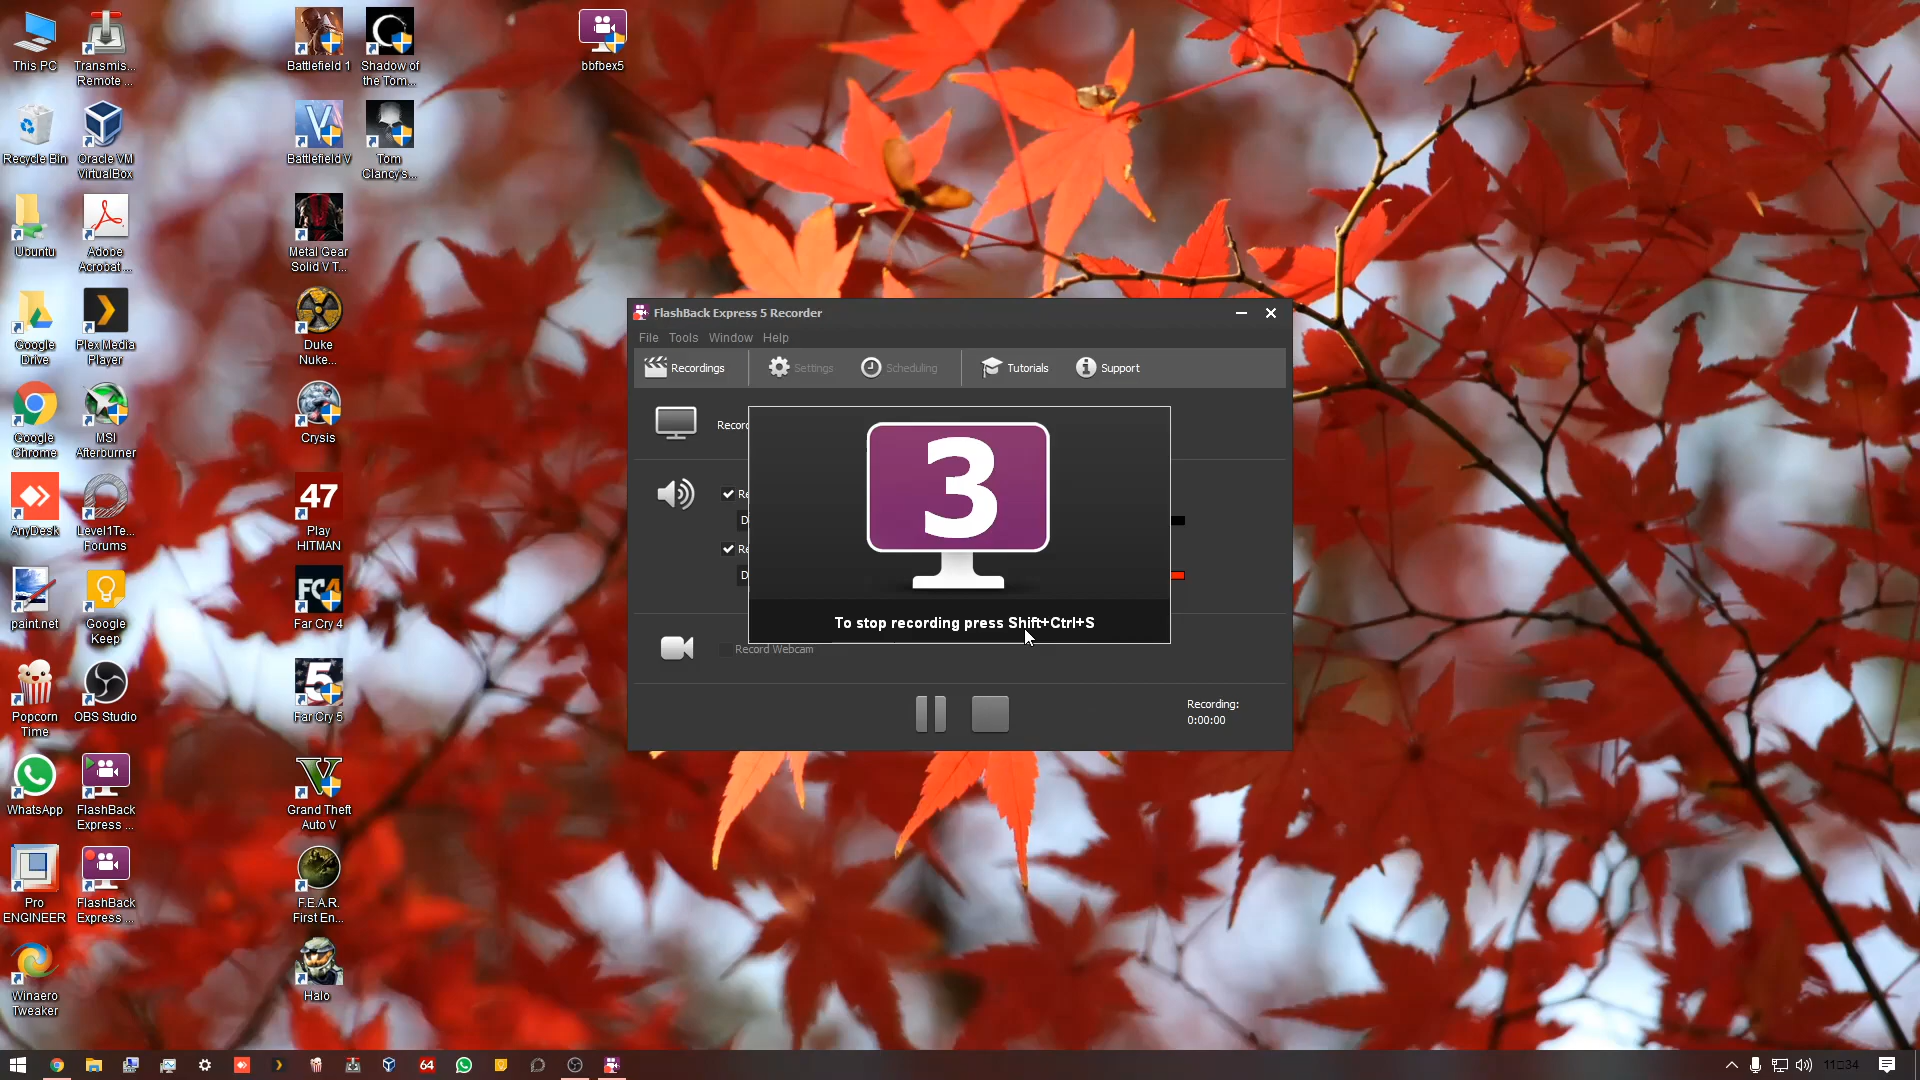 This PC
Transmis...
Remote ...
Battlefield 1
Shadow of
the Tom...
bbfbex5
Recycle Bin
Oracle VM
VirtualBox
Battlefield V
Tom
Clancy's...
Ubuntu
Adobe
Acrobat ...
Metal Gear
Solid V T...
Google
Drive
Plex Media
Player
Duke
Nuke...
Google
Chrome
MSI
Afterburner
Crysis
AnyDesk
Level1Te...
Forums
47
Play
HITMAN
paint.net
Google
Keep
FC4
Far Cry 4
Popcorn
Time
OBS Studio
5
Far Cry 5
WhatsApp
FlashBack
Express ...
V
Grand Theft
Auto V
Pro
ENGINEER
FlashBack
Express ...
F.E.A.R.
First En...
Winaero
Tweaker
Halo
FlashBack Express 5 Recorder
File Tools Window Help
Recordings Settings Scheduling Tutorials Support
Record
3
Re
D
Re
D
To stop recording press Shift+Ctrl+S
Record Webcam
Recording:
0:00:00
64
11□34